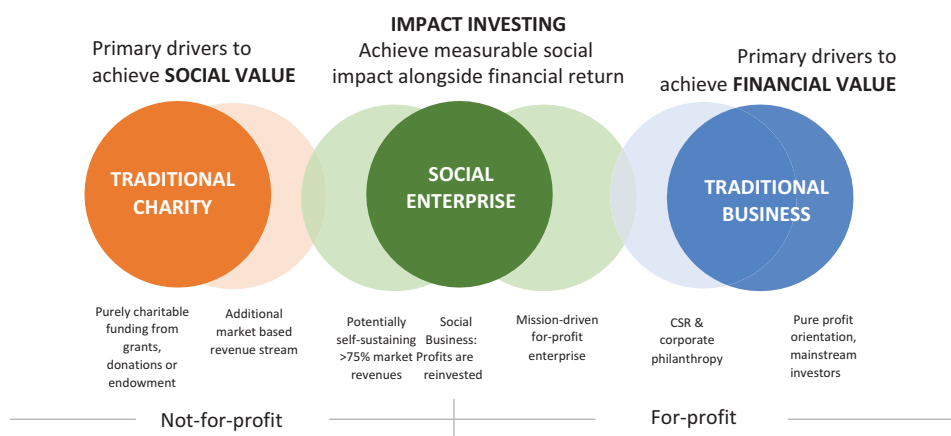 Primary drivers to
achieve SOCIAL VALUE
IMPACT INVESTING
Achieve measurable social
impact alongside financial return
Primary drivers to
achieve FINANCIAL VALUE
TRADITIONAL
CHARITY
SOCIAL
ENTERPRISE
TRADITIONAL
BUSINESS
Purely charitable
funding from
grants,
donations or
endowment
Additional
market based
revenue stream
Potentially
self-sustaining
>75% market
revenues
Social
Business:
Profits are
reinvested
Mission-driven
for-profit
enterprise
CSR &
corporate
philanthropy
Pure profit
orientation,
mainstream
investors
Not-for-profit
For-profit